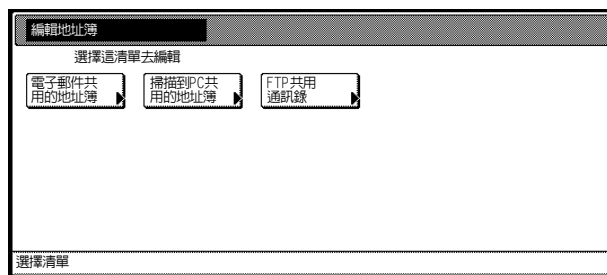 編輯地址簿
選擇這清單去編輯
電子郵件共
用的地址簿
掃描到PC共
用的地址簿
FTP共用
通訊錄
選擇清單